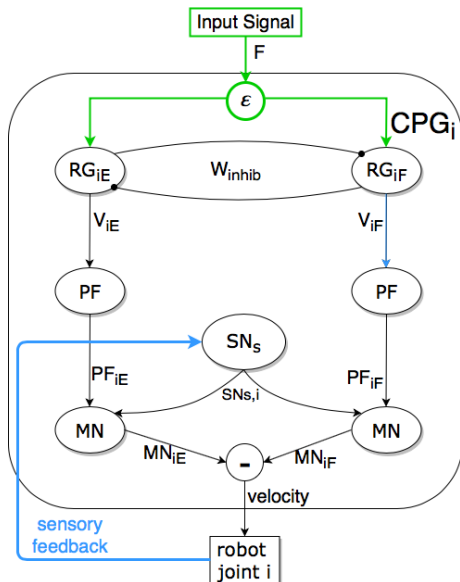 Input Signal
F
ε
CPGi
RGiE
Winhib
RGiF
ViE
ViF
PF
PF
SNs
PFiE
SNs,i
PFiF
MN
MN
MNiE
-
MNiF
velocity
sensory
feedback
robot
joint i